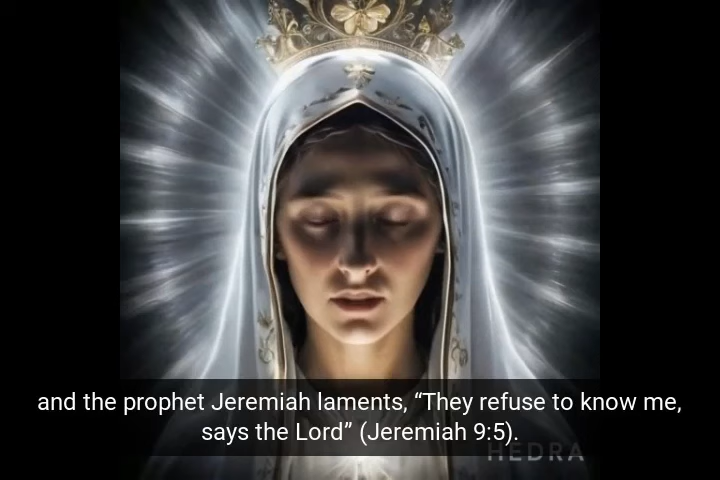 and the prophet Jeremiah laments, “They refuse to know me,
says the Lord” (Jeremiah 9:5).
HEDRA